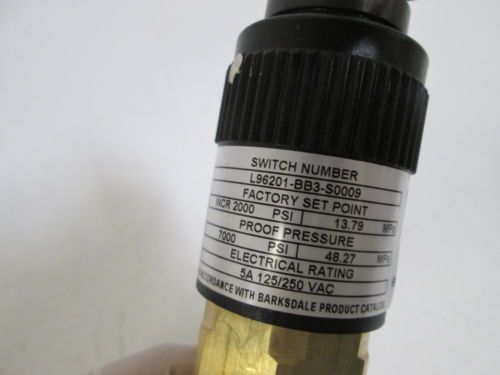 SWITCH NUMBER
L96201-BB3-S0009
FACTORY SET POINT
INCR 2000 PSI 13.79 MPa
PROOF PRESSURE
7000 PSI 48.27 MPa
ELECTRICAL RATING
5A 125/250 VAC
ACCORDANCE WITH BARKSDALE PRODUCT CATALOG